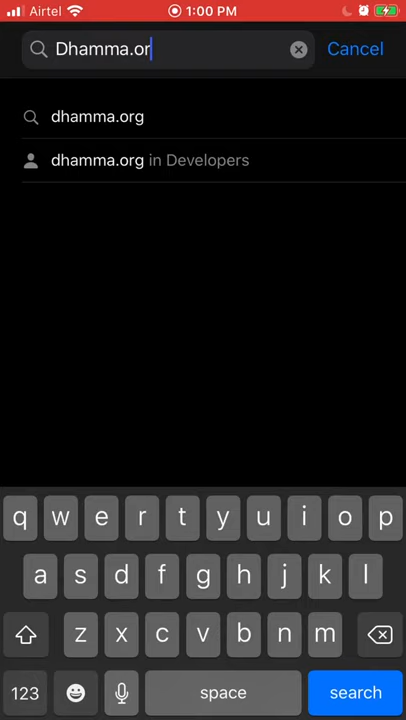 Airtel 1:00 PM
Dhamma.or Cancel
dhamma.org
dhamma.org in Developers
q w e r t y u i o p
a s d f g h j k l
z x c v b n m
123 space search